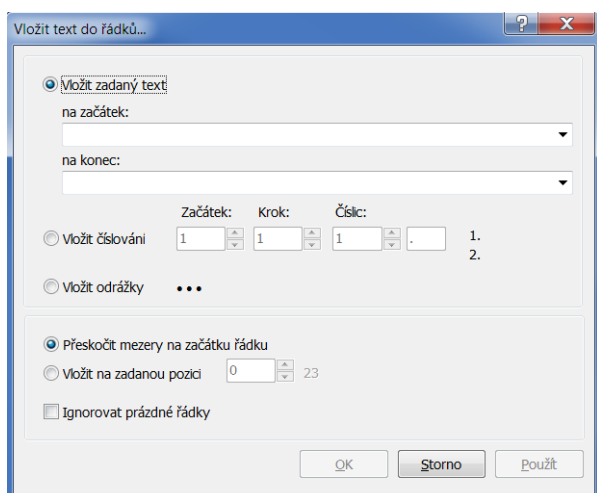 Vložit text do řádků...
Vložit zadaný text
na začátek:
na konec:
Začátek: Krok: Číslic:
Vložit číslováni 1 1 1 . 1.
2.
Vložit odrážky •••
Přeskočit mezery na začátku řádku
Vložit na zadanou pozici 0 23
Ignorovat prázdné řádky
OK Storno Použít